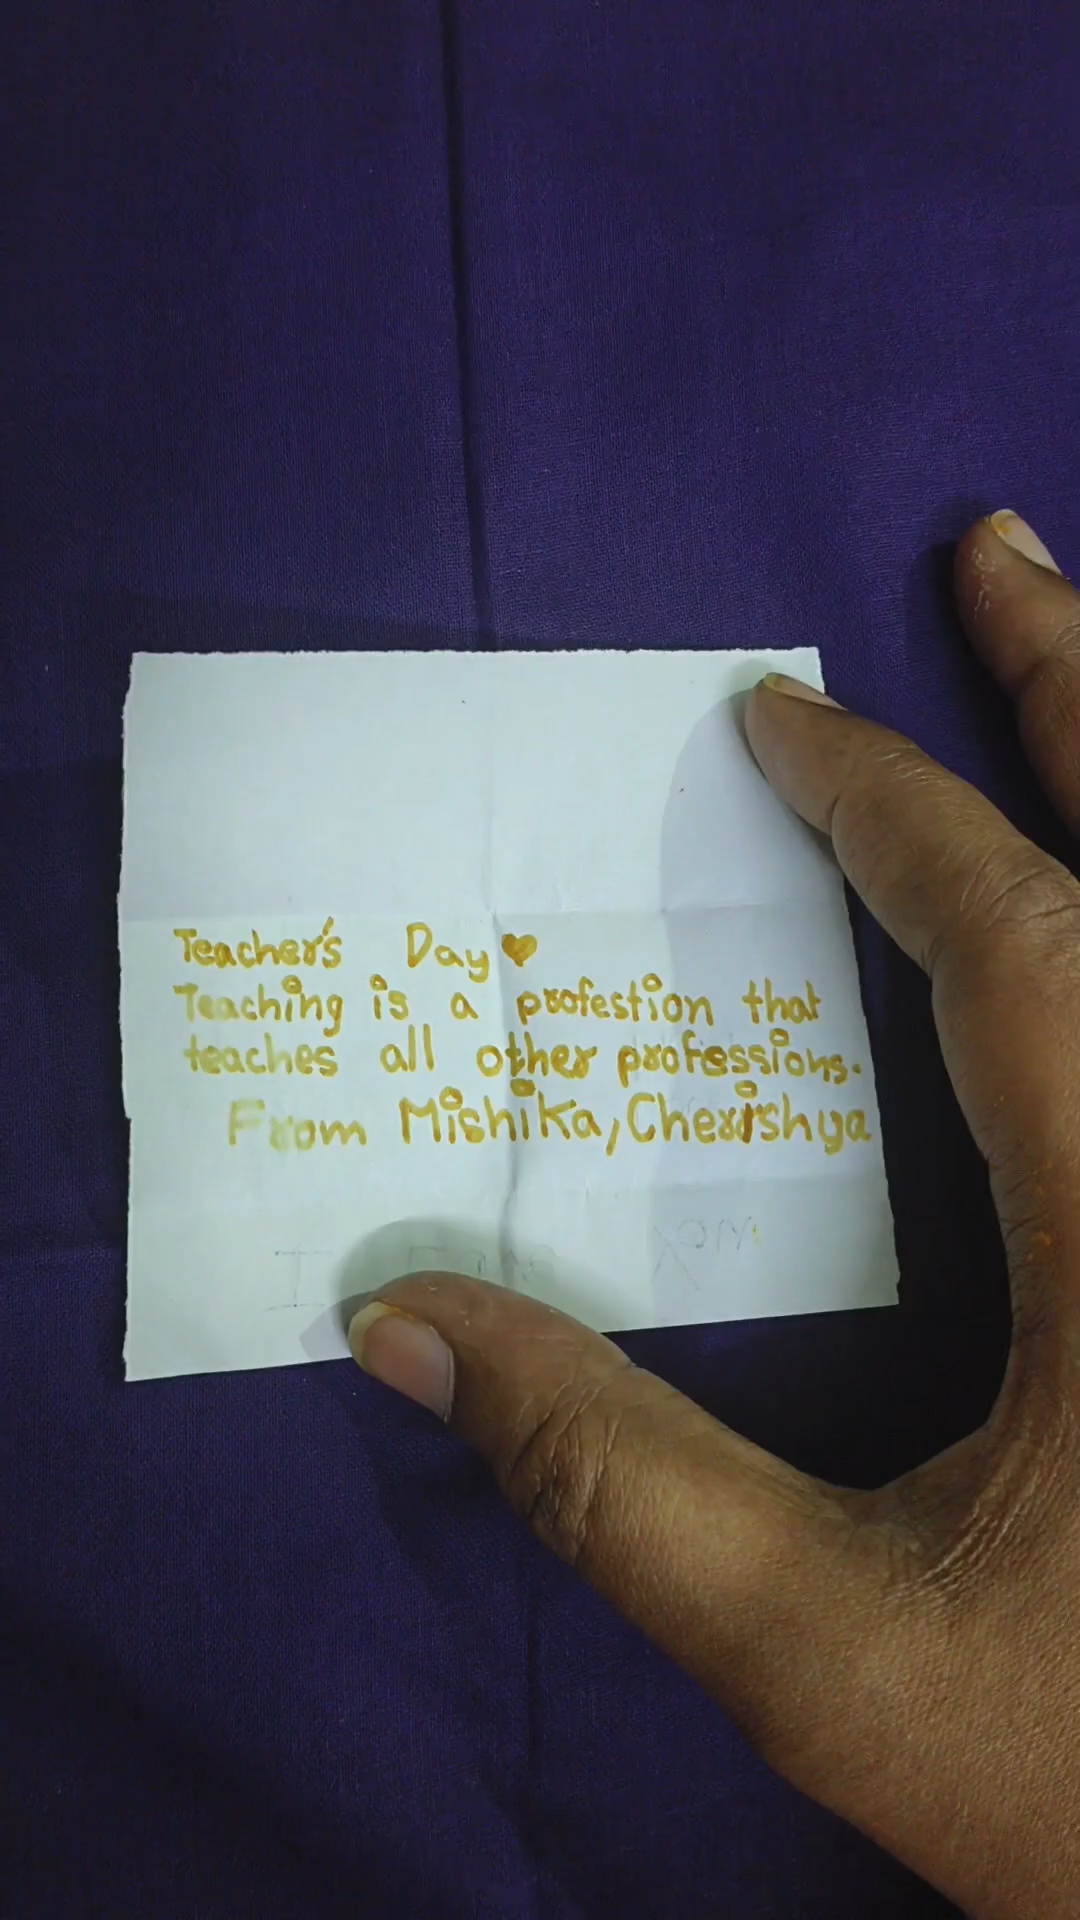 Teacher's Day ♥
Teaching is a profestion that
teaches all other professions.
From Mishika, Cherishya
I